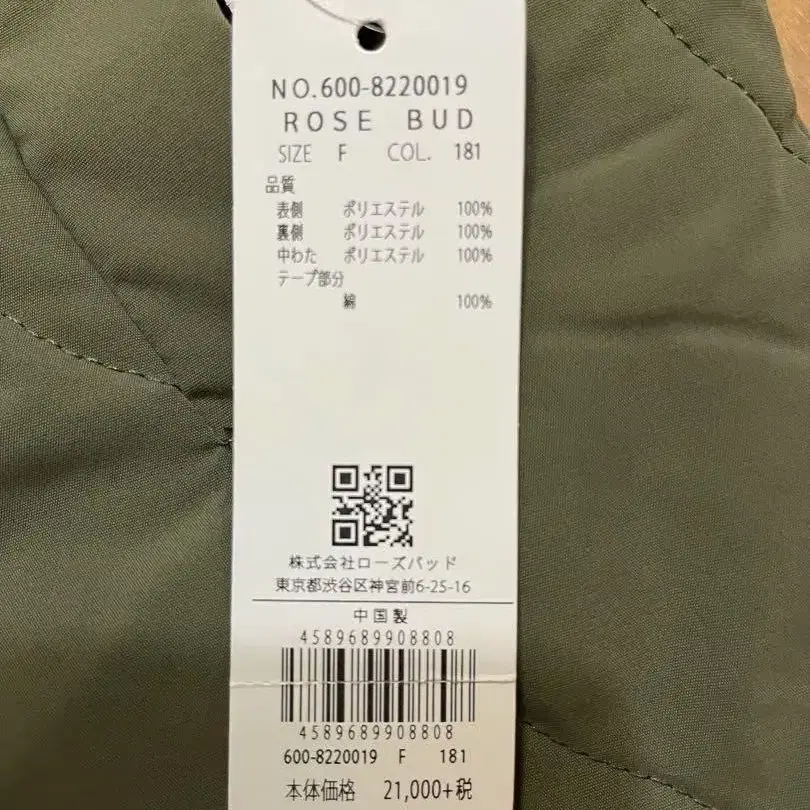 NO.600-8220019
ROSE BUD
SIZE F COL. 181
品質
表側 ポリエステル 100%
裏側 ポリエステル 100%
中わた ポリエステル 100%
テープ部分
綿 100%
株式会社ローズバッド
東京都渋谷区神宮前6-25-16
中国製
4589689908808
4589689908808
600-8220019 F 181
本体価格 21,000+税